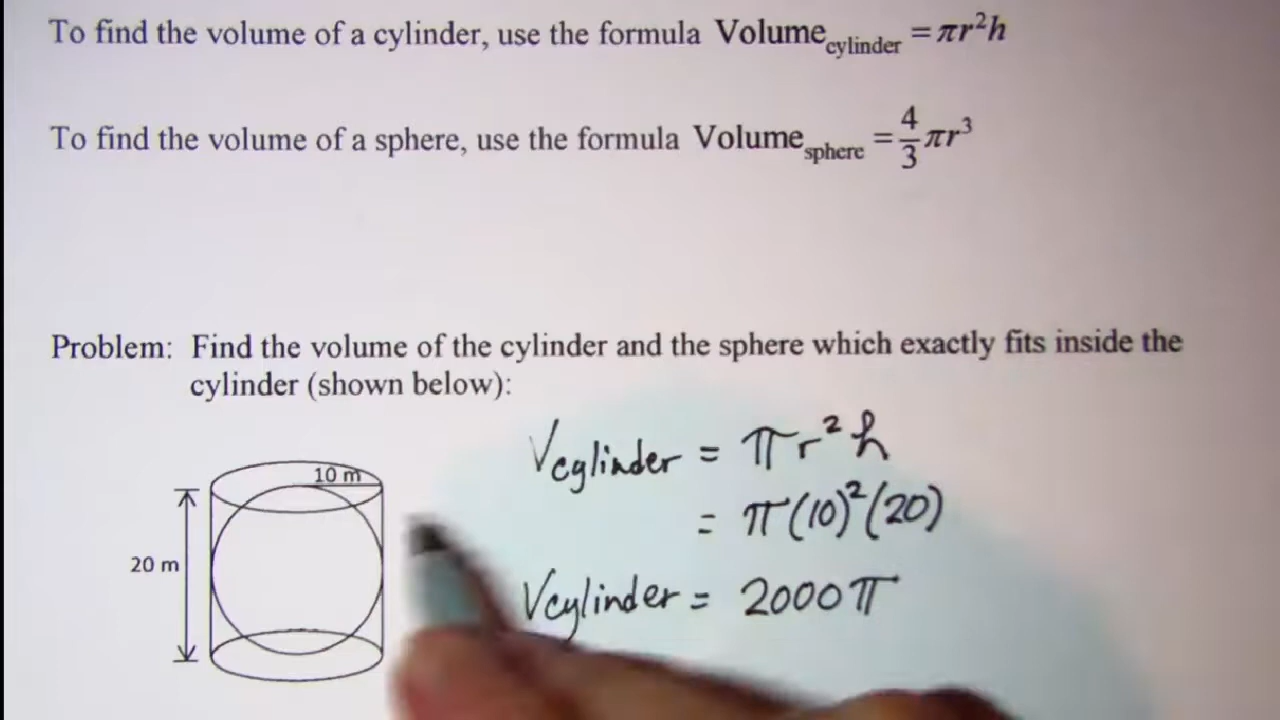 To find the volume of a cylinder, use the formula Volume_cylinder = πr²h
To find the volume of a sphere, use the formula Volume_sphere = 4/3 πr³
Problem: Find the volume of the cylinder and the sphere which exactly fits inside the
cylinder (shown below):
10 m
20 m
Vcylinder = πr²h
= π(10)²(20)
Vcylinder = 2000π